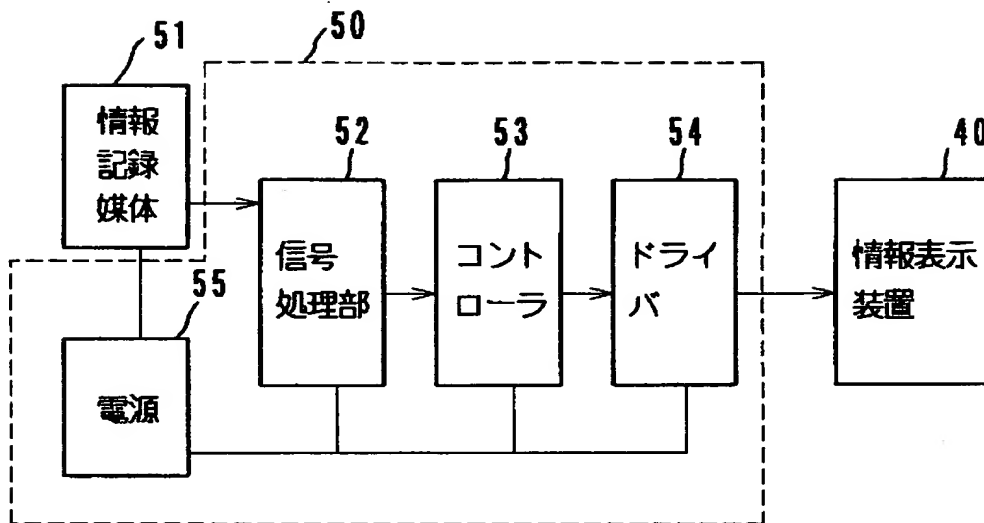 50
51
情報
記録
媒体
52
信号
処理部
53
コント
ローラ
54
ドライ
バ
40
情報表示
装置
55
電源